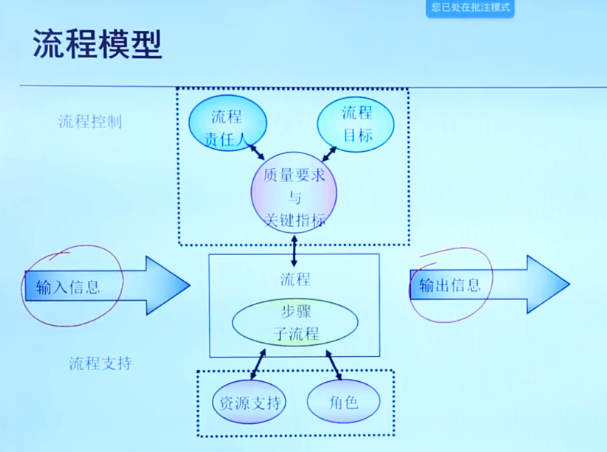 您已处在批注模式
流程模型
流程控制
流程
责任人
流程
目标
质量要求
与
关键指标
输入信息
流程
输出信息
步骤
子流程
流程支持
资源支持
角色